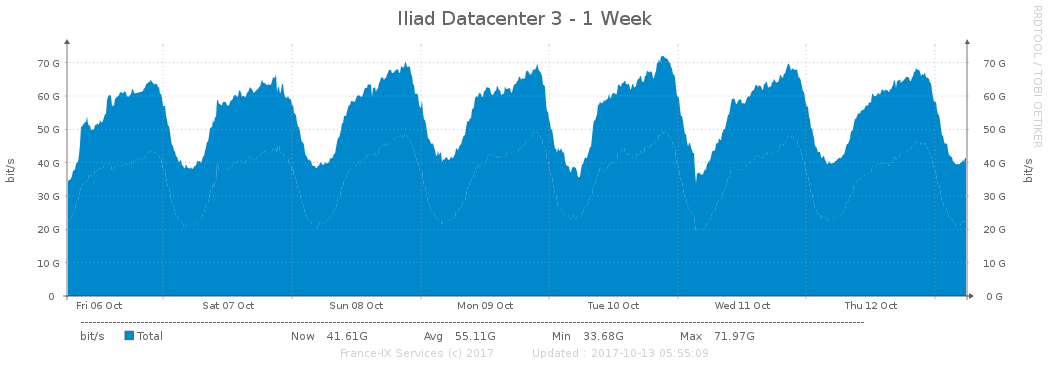 Iliad Datacenter 3 - 1 Week
RRDTOOL / TOBI OETIKER
bit/s
70 G
60 G
50 G
40 G
30 G
20 G
10 G
0
70 G
60 G
50 G
40 G
30 G
20 G
10 G
0 G
bit/s
Fri 06 Oct Sat 07 Oct Sun 08 Oct Mon 09 Oct Tue 10 Oct Wed 11 Oct Thu 12 Oct
bit/s Total Now 41.61G Avg 55.11G Min 33.68G Max 71.97G
France-IX Services (c) 2017 Updated : 2017-10-13 05:55:09